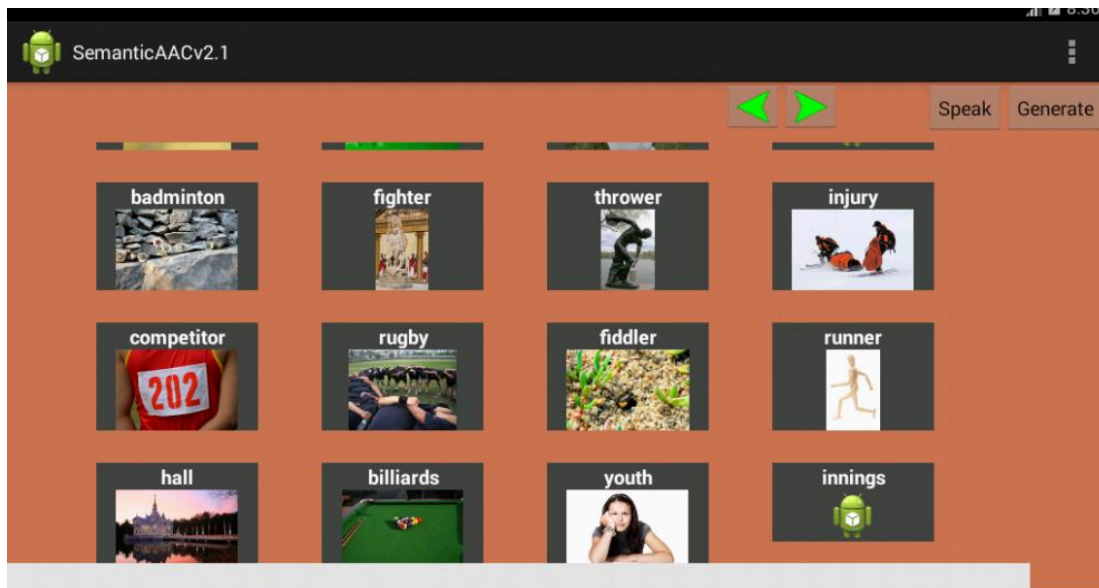 SemanticAACv2.1
Speak Generate
badminton fighter thrower injury
competitor rugby fiddler runner
202
hall billiards youth innings